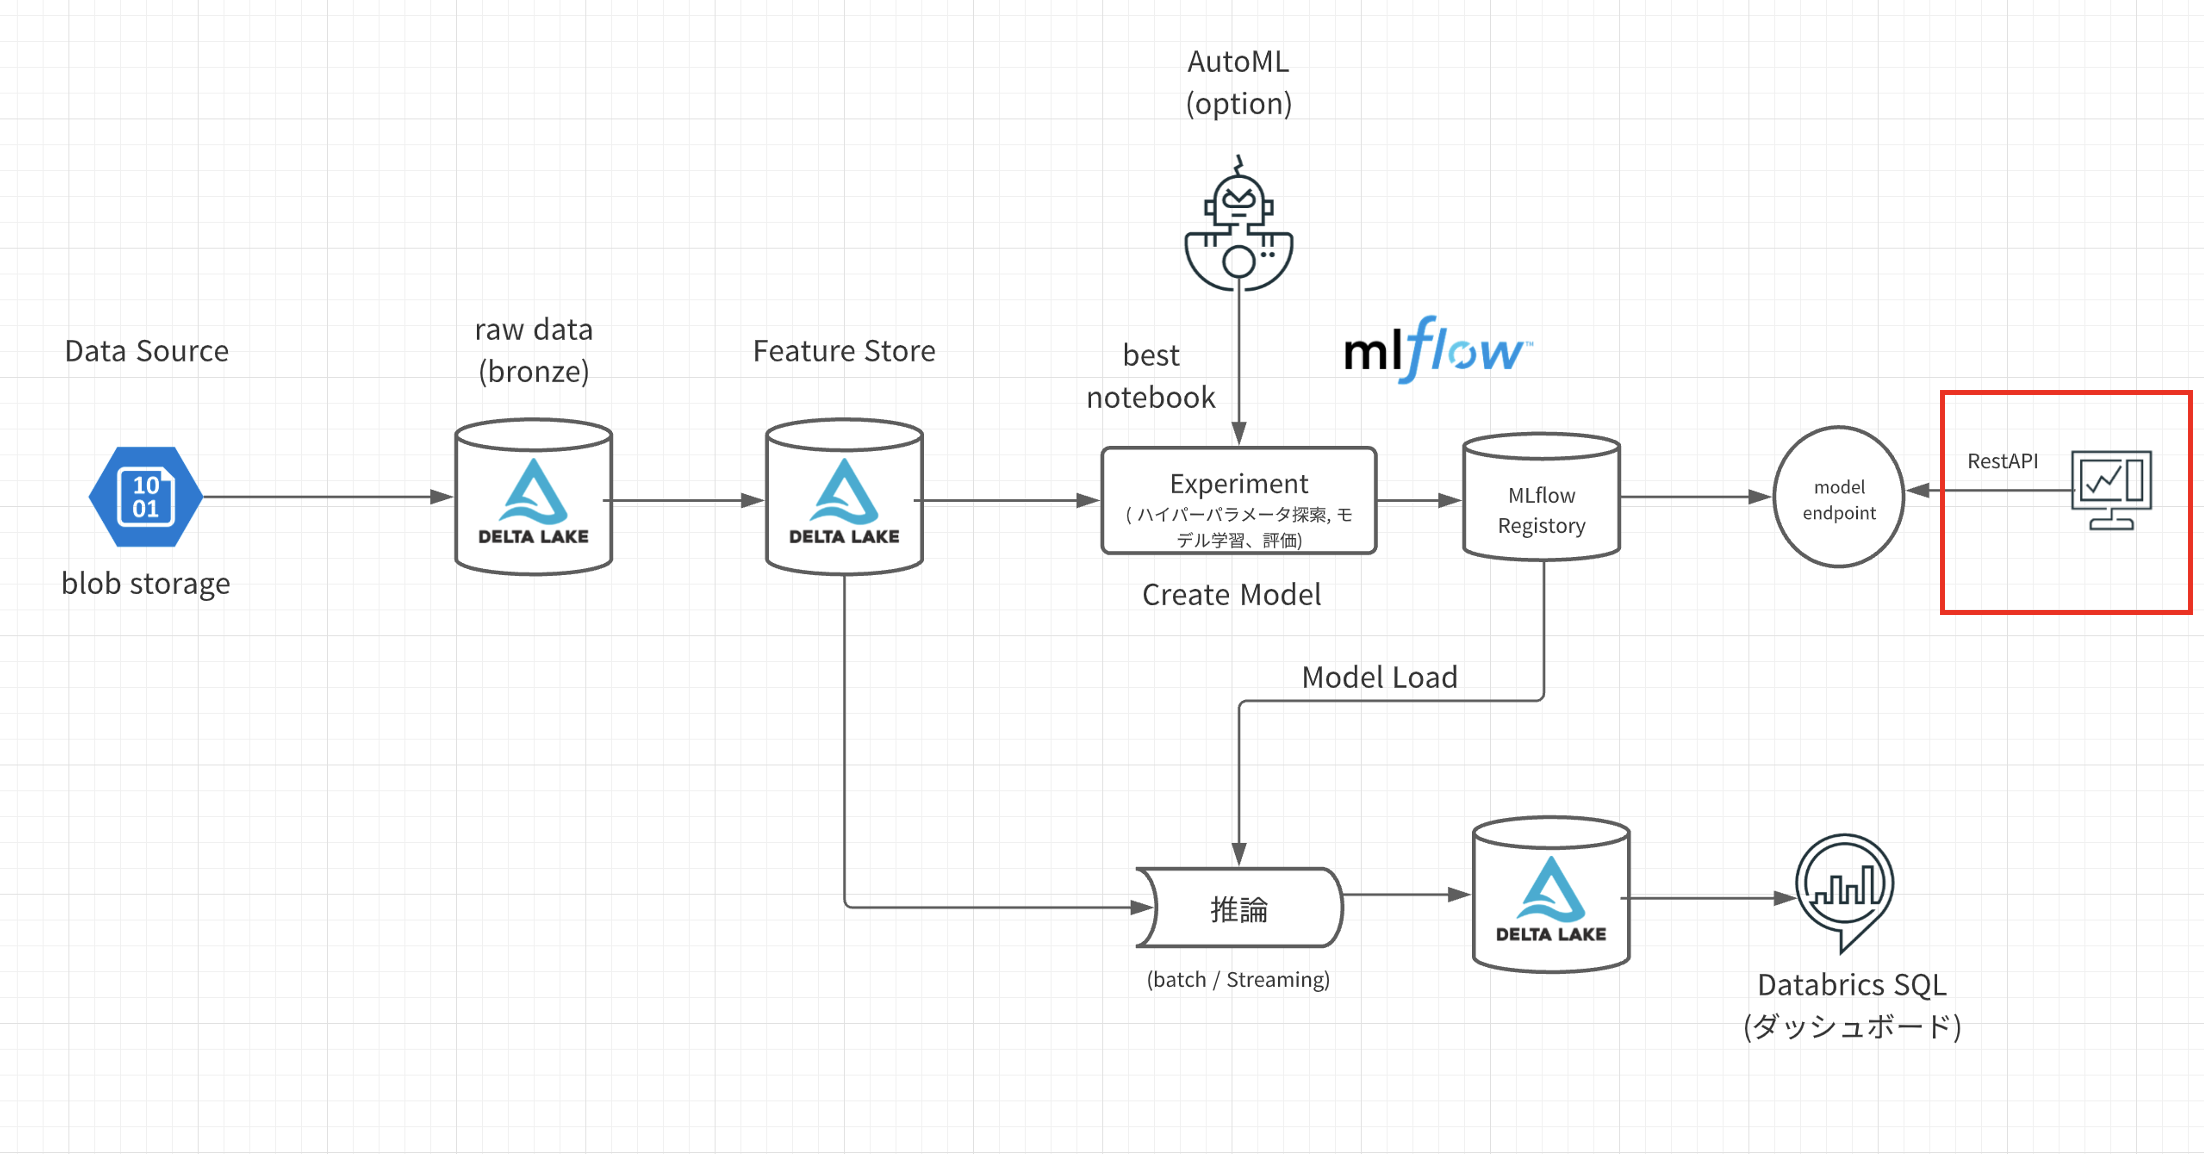 AutoML
(option)
Data Source
raw data
(bronze)
Feature Store
best
notebook
mlflow™
10
01
DELTA LAKE
DELTA LAKE
Experiment
( ハイパーパラメータ探索, モ
デル学習、評価)
MLflow
Registory
model
endpoint
RestAPI
blob storage
Create Model
Model Load
推論
(batch / Streaming)
DELTA LAKE
Databrics SQL
(ダッシュボード)